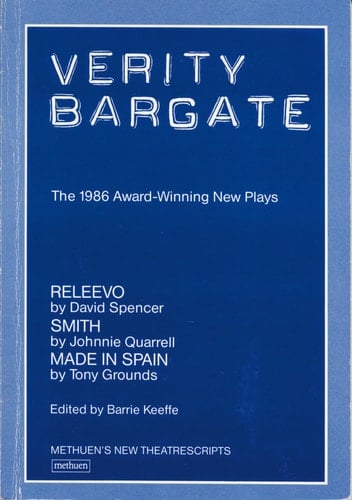 VERITY
BARGATE
The 1986 Award-Winning New Plays
RELEEVO
by David Spencer
SMITH
by Johnnie Quarrell
MADE IN SPAIN
by Tony Grounds
Edited by Barrie Keeffe
METHUEN'S NEW THEATRESCRIPTS
methuen